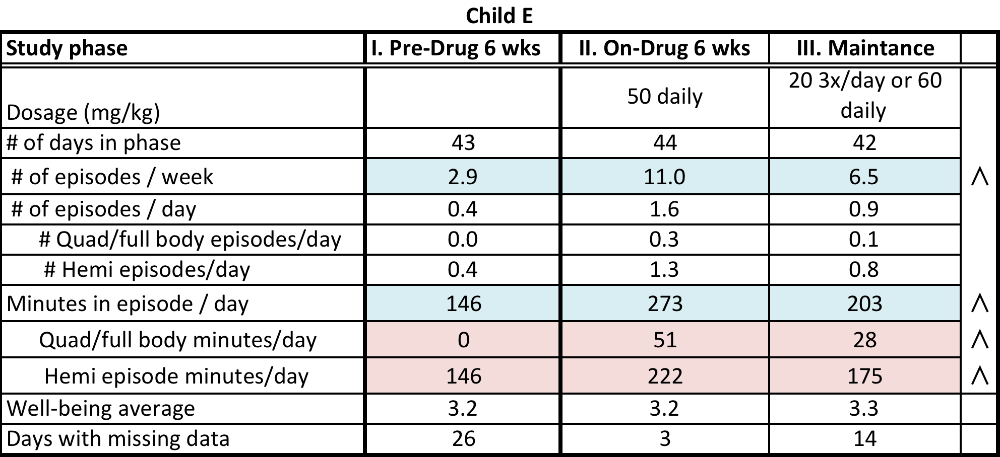 Child E
Study phase I. Pre-Drug 6 wks II. On-Drug 6 wks III. Maintance
Dosage (mg/kg) 50 daily 20 3x/day or 60 daily
# of days in phase 43 44 42
# of episodes / week 2.9 11.0 6.5 ∧
# of episodes / day 0.4 1.6 0.9
# Quad/full body episodes/day 0.0 0.3 0.1
# Hemi episodes/day 0.4 1.3 0.8
Minutes in episode / day 146 273 203 ∧
Quad/full body minutes/day 0 51 28 ∧
Hemi episode minutes/day 146 222 175 ∧
Well-being average 3.2 3.2 3.3
Days with missing data 26 3 14